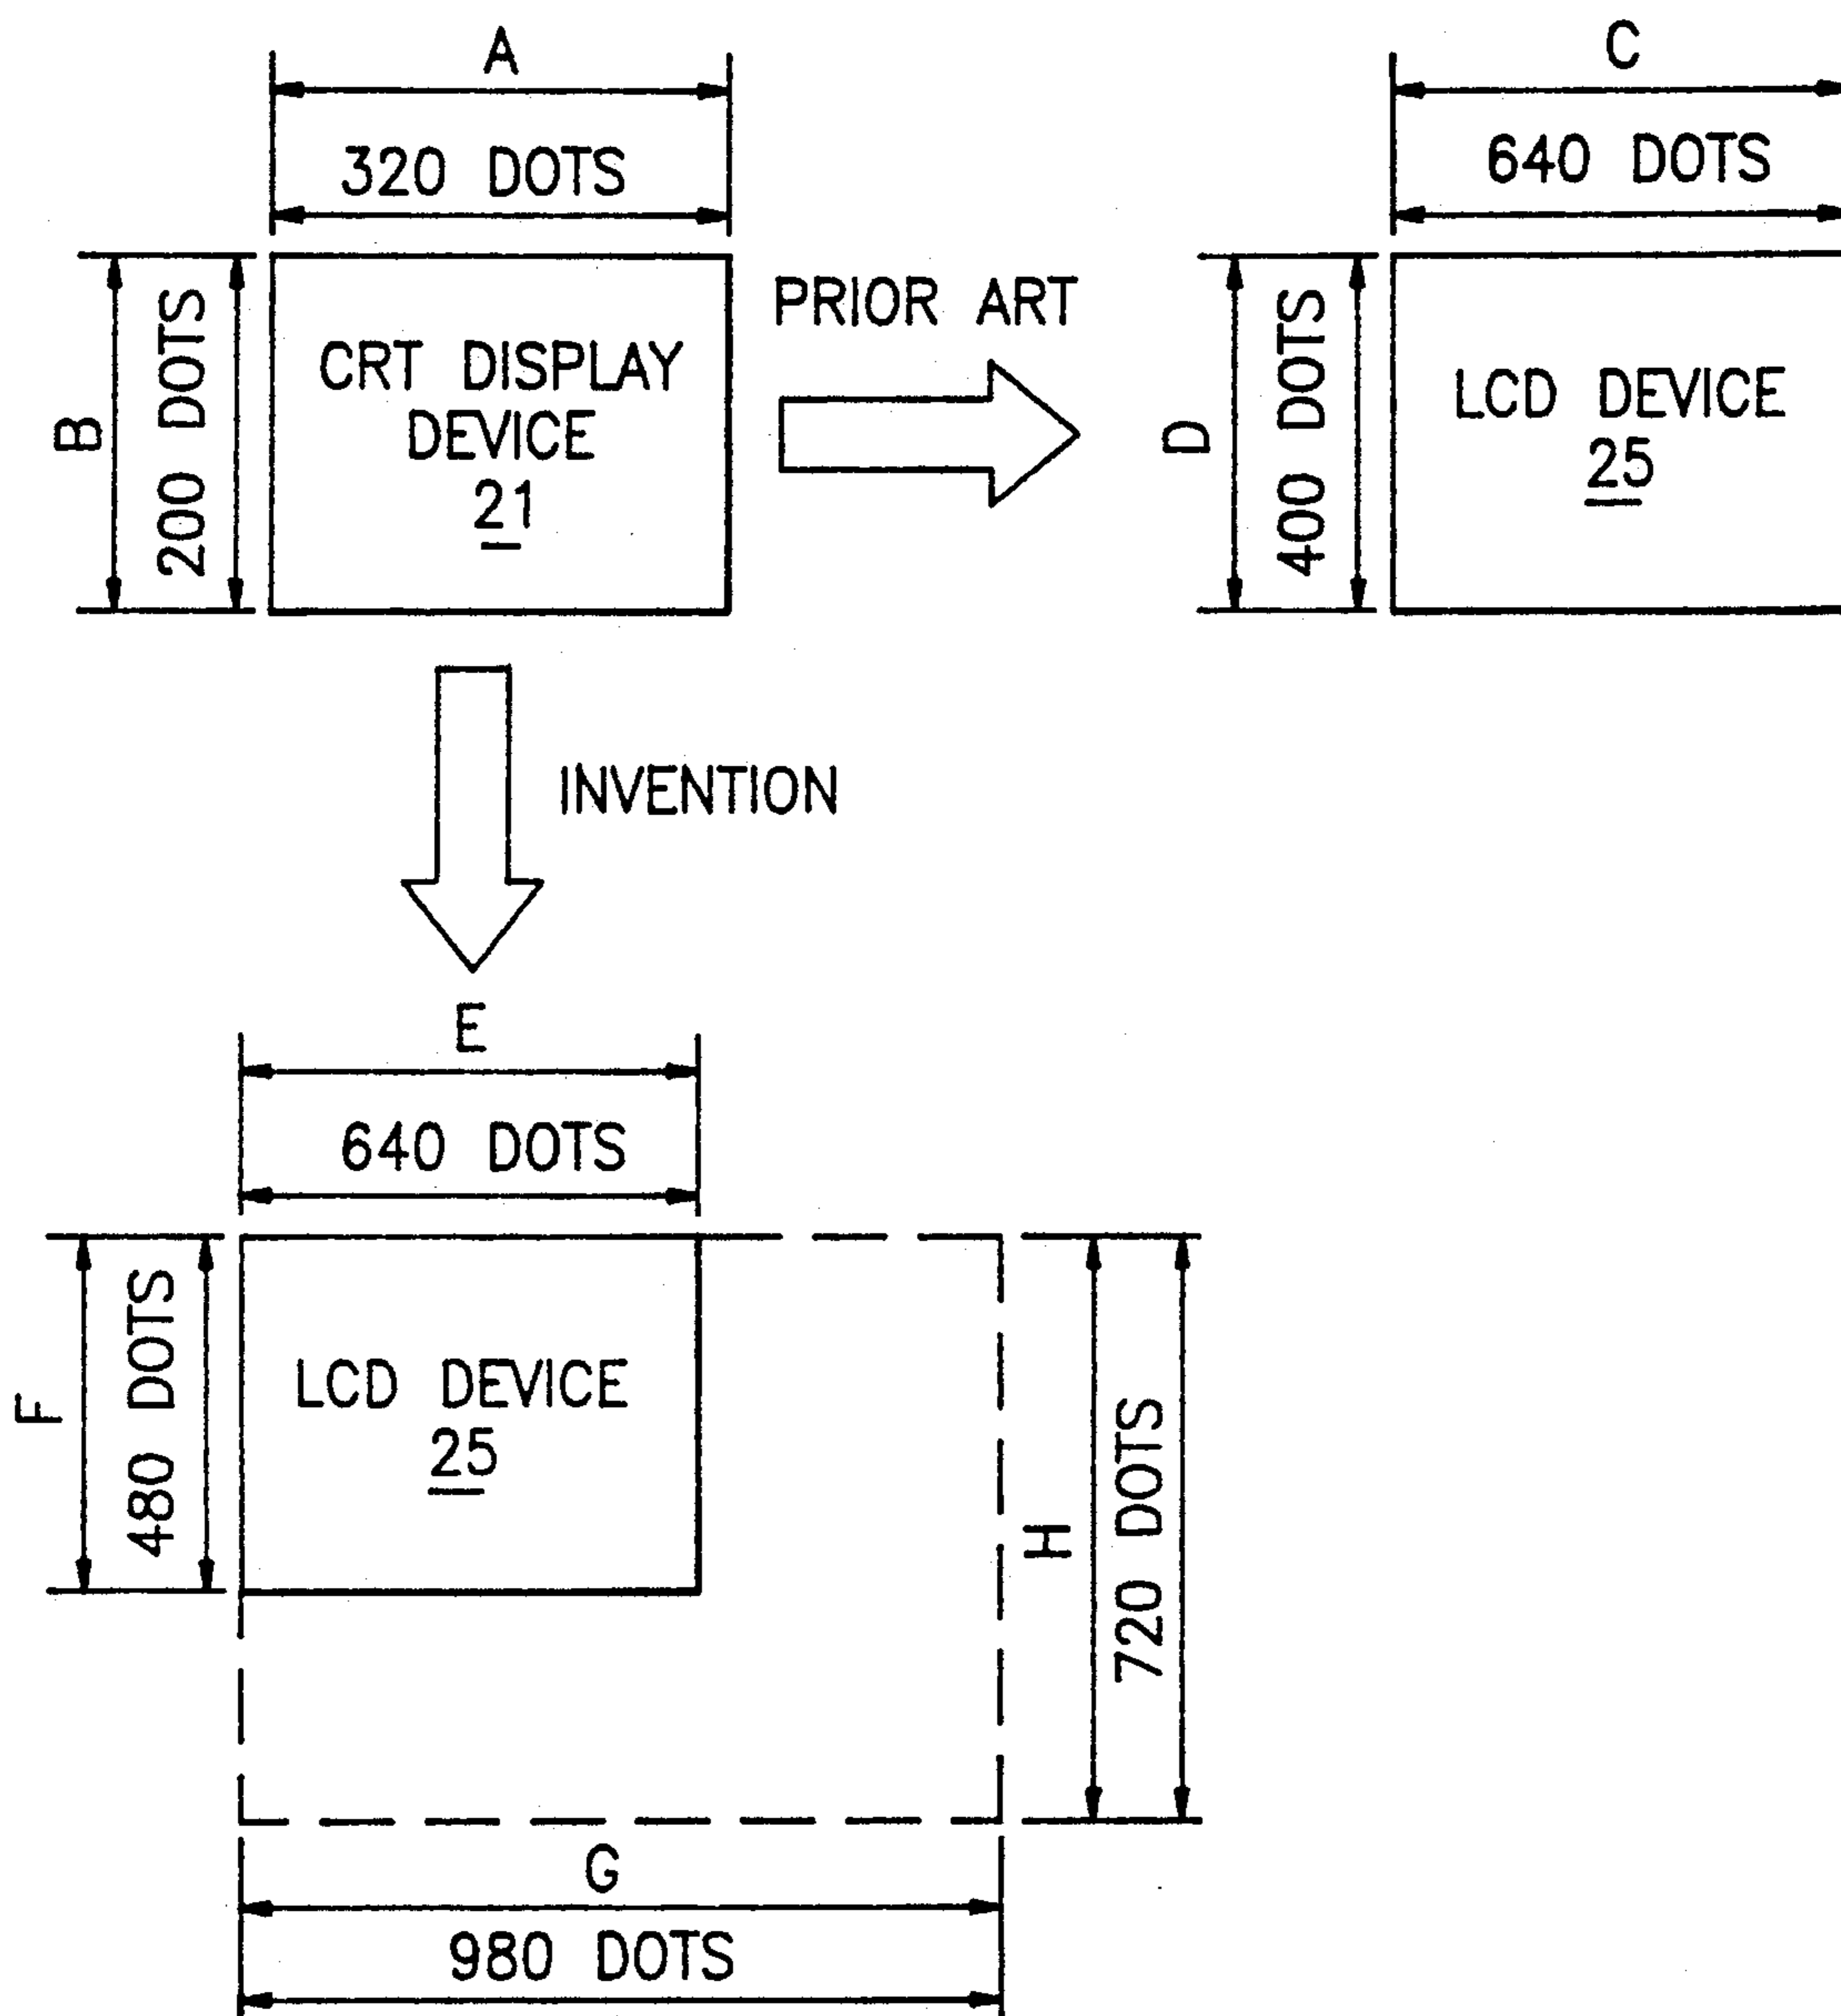 A
320 DOTS
B
200 DOTS
CRT DISPLAY
DEVICE
21
PRIOR ART
C
640 DOTS
D
400 DOTS
LCD DEVICE
25
INVENTION
E
640 DOTS
F
480 DOTS
LCD DEVICE
25
H
720 DOTS
G
980 DOTS